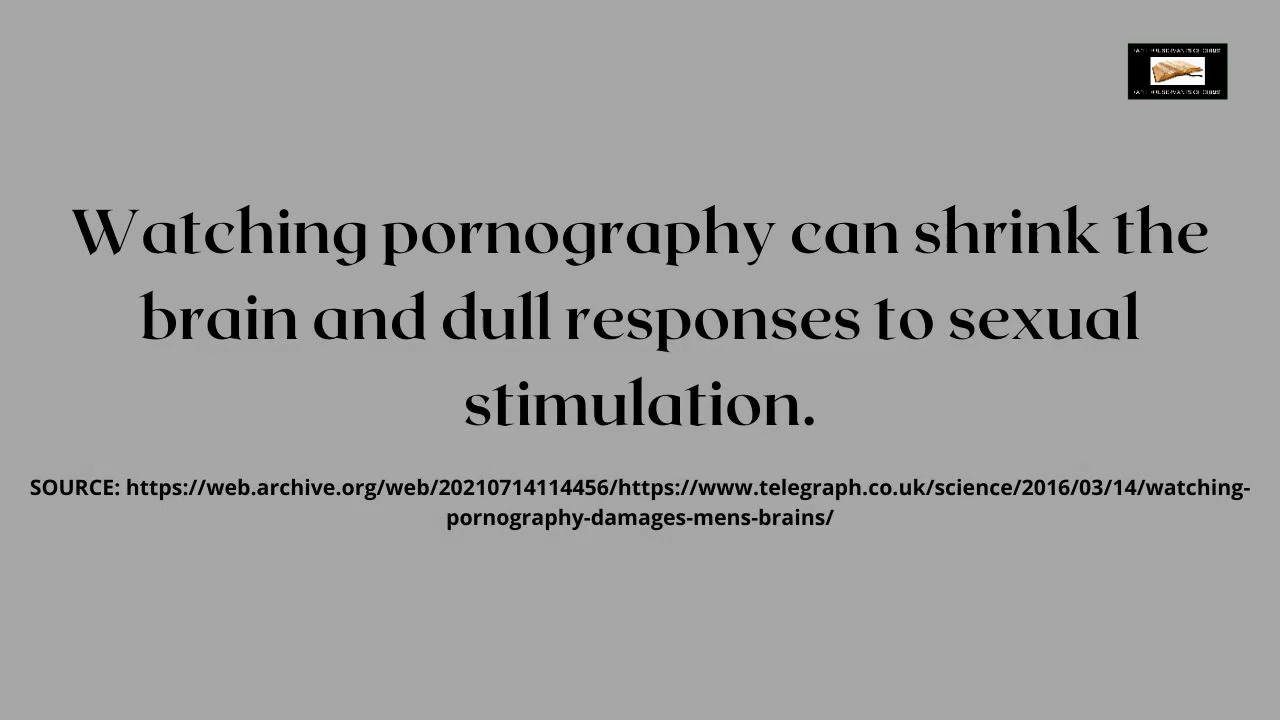 Watching pornography can shrink the
brain and dull responses to sexual
stimulation.
SOURCE: https://web.archive.org/web/20210714114456/https://www.telegraph.co.uk/science/2016/03/14/watching-
pornography-damages-mens-brains/